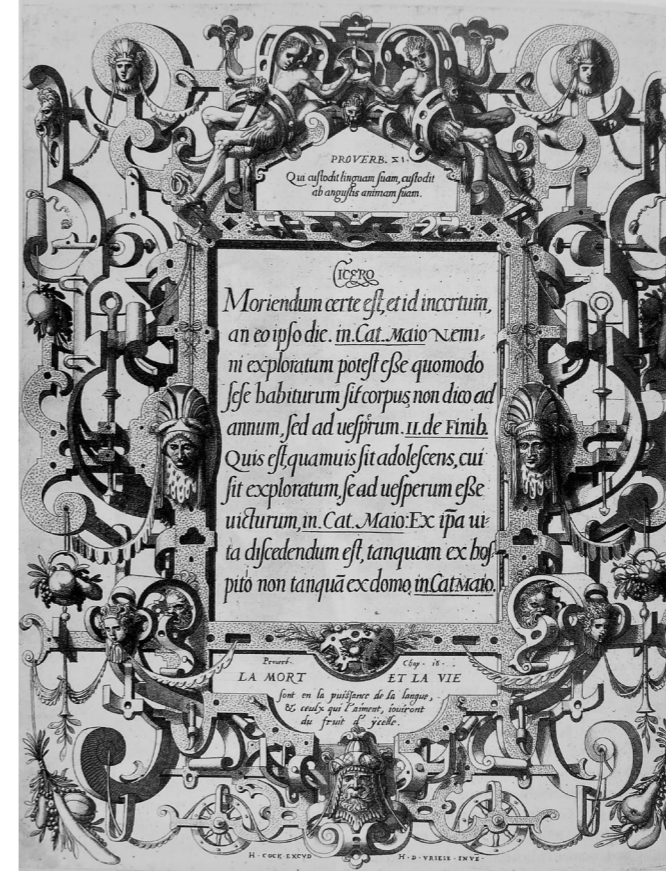 PROVERB. XI.
Qui cuſtodit linguam ſuam, cuſtodit
ab anguſtis animam ſuam.
CICERO
Moriendum certe eſt, et id incertum,
an eo ipſo die. in. Cat. Maio Nemi-
ni exploratum poteſt eſſe quomodo
ſeſe habiturum ſit corpus, non dico ad
annum, ſed ad ueſprum. II. de Finib.
Quis eſt, quamuis ſit adoleſcens, cui
ſit exploratum, ſe ad ueſperum eſſe
uicturum, in. Cat. Maio: Ex ip̃a ui-
ta diſcedendum eſt, tanquam ex hoſ-
pitio non tanquã ex domo, in Cat Maio.
Prouerb. Chap. 18.
LA MORT ET LA VIE
ſont en la puiſſance de la langue,
& ceulx qui l'aiment, iouiront
du fruit d'ycelle.
H. COCK EXCVD H. D. VRIESE INVE.